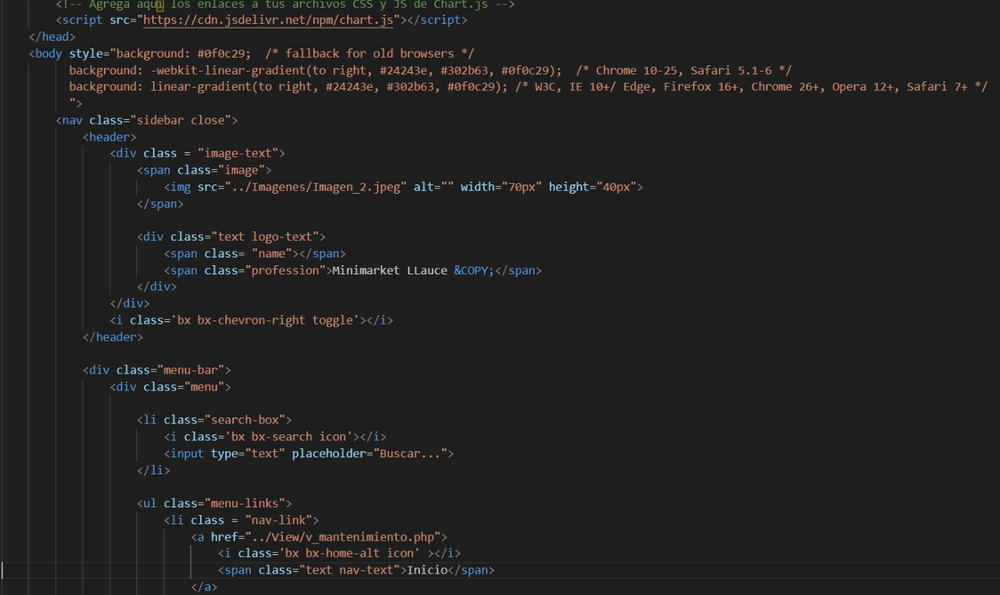 <!-- Agrega aquí los enlaces a tus archivos CSS y JS de Chart.js -->
<script src="https://cdn.jsdelivr.net/npm/chart.js"></script>
</head>
<body style="background: #0f0c29;  /* fallback for old browsers */
background: -webkit-linear-gradient(to right, #24243e, #302b63, #0f0c29);  /* Chrome 10-25, Safari 5.1-6 */
background: linear-gradient(to right, #24243e, #302b63, #0f0c29); /* W3C, IE 10+/ Edge, Firefox 16+, Chrome 26+, Opera 12+, Safari 7+ */
">
<nav class="sidebar close">
<header>
<div class = "image-text">
<span class="image">
<img src="../Imagenes/Imagen_2.jpeg" alt="" width="70px" height="40px">
</span>
<div class="text logo-text">
<span class= "name"></span>
<span class="profession">Minimarket LLauce &COPY;</span>
</div>
</div>
<i class='bx bx-chevron-right toggle'></i>
</header>
<div class="menu-bar">
<div class="menu">
<li class="search-box">
<i class='bx bx-search icon'></i>
<input type="text" placeholder="Buscar...">
</li>
<ul class="menu-links">
<li class = "nav-link">
<a href="../View/v_mantenimiento.php">
<i class='bx bx-home-alt icon' ></i>
<span class="text nav-text">Inicio</span>
</a>